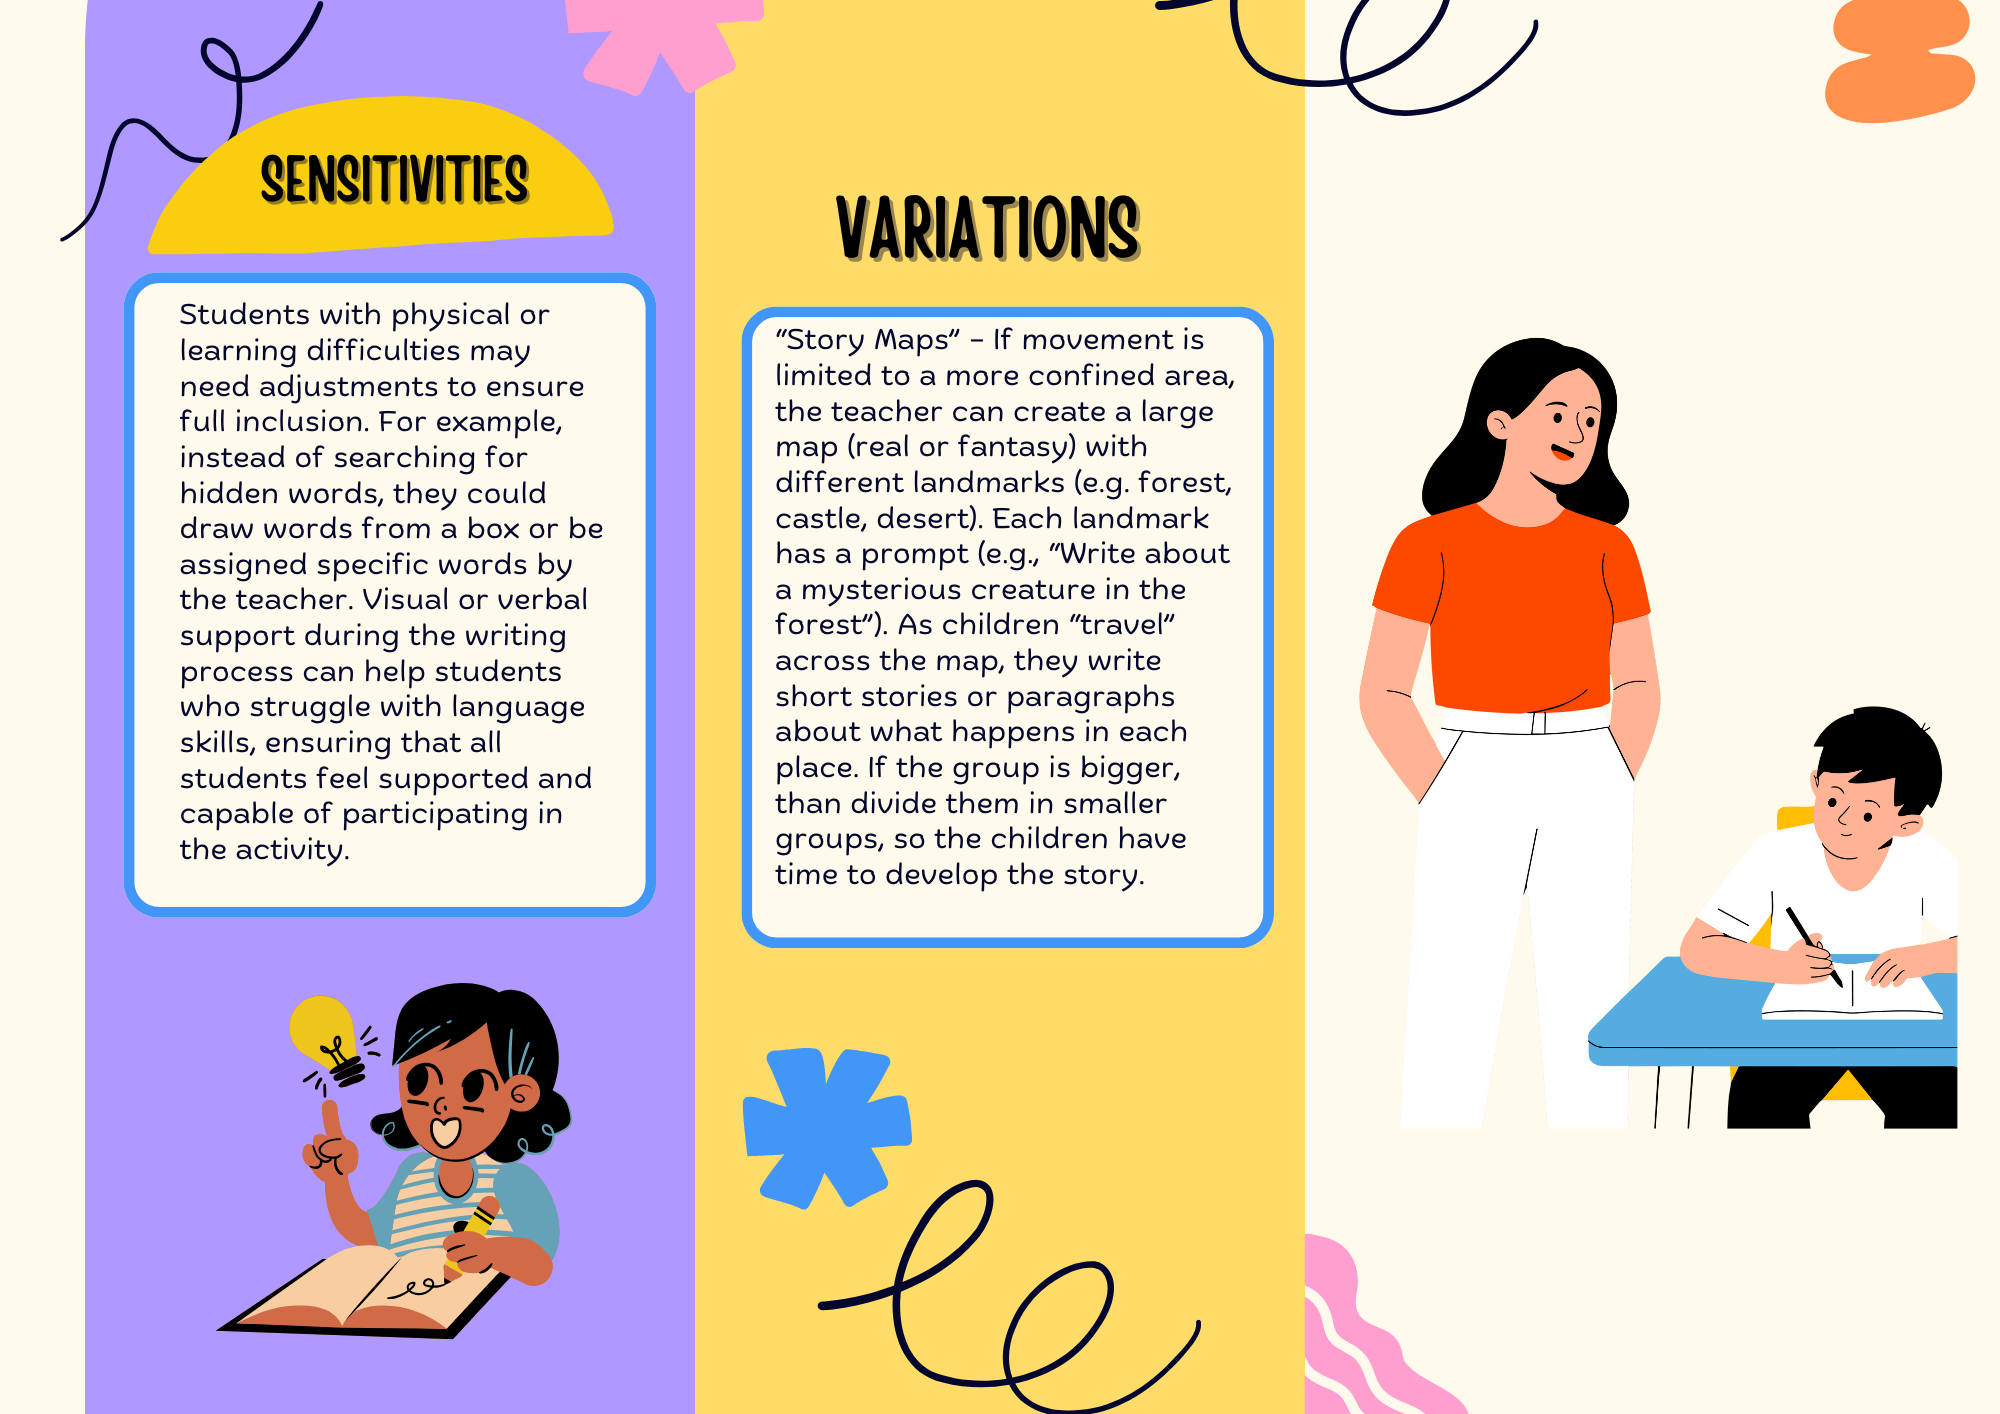 SENSITIVITIES
Students with physical or
learning difficulties may
need adjustments to ensure
full inclusion. For example,
instead of searching for
hidden words, they could
draw words from a box or be
assigned specific words by
the teacher. Visual or verbal
support during the writing
process can help students
who struggle with language
skills, ensuring that all
students feel supported and
capable of participating in
the activity.
VARIATIONS
“Story Maps” – If movement is
limited to a more confined area,
the teacher can create a large
map (real or fantasy) with
different landmarks (e.g. forest,
castle, desert). Each landmark
has a prompt (e.g., “Write about
a mysterious creature in the
forest”). As children “travel”
across the map, they write
short stories or paragraphs
about what happens in each
place. If the group is bigger,
than divide them in smaller
groups, so the children have
time to develop the story.